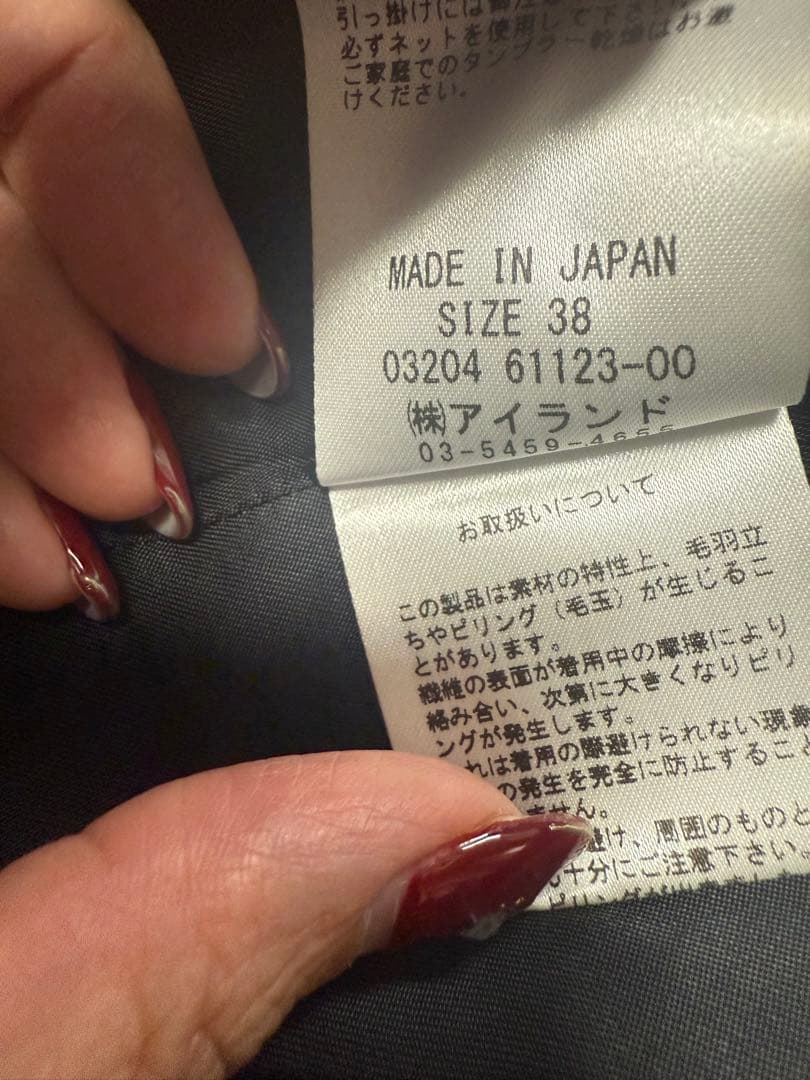 引っ掛けには
必ずネットを使用して下さ
ご家庭でのタンブラー乾燥はお避
けください。
MADE IN JAPAN
SIZE 38
03204 61123-00
㈱アイランド
03-5459-4656
お取扱いについて
この製品は素材の特性上、毛羽立
ちやピリング（毛玉）が生じるこ
とがあります。
繊維の表面が着用中の摩擦により
絡み合い、次第に大きくなりピリ
ングが発生します。
れは着用の際避けられない現
の発生を完全に防止するこ
ません。
避け、周囲のものと
十分にご注意下さい。